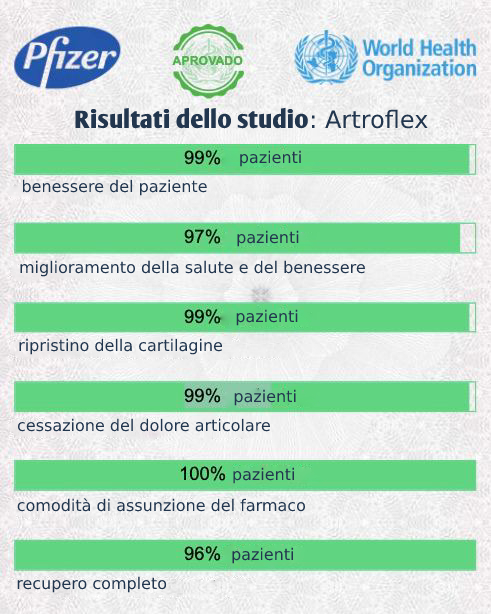 Pfizer
APROVADO
World Health
Organization
Risultati dello studio: Artroflex
99% pazienti
benessere del paziente
97% pazienti
miglioramento della salute e del benessere
99% pazienti
ripristino della cartilagine
99% pazienti
cessazione del dolore articolare
100% pazienti
comodità di assunzione del farmaco
96% pazienti
recupero completo